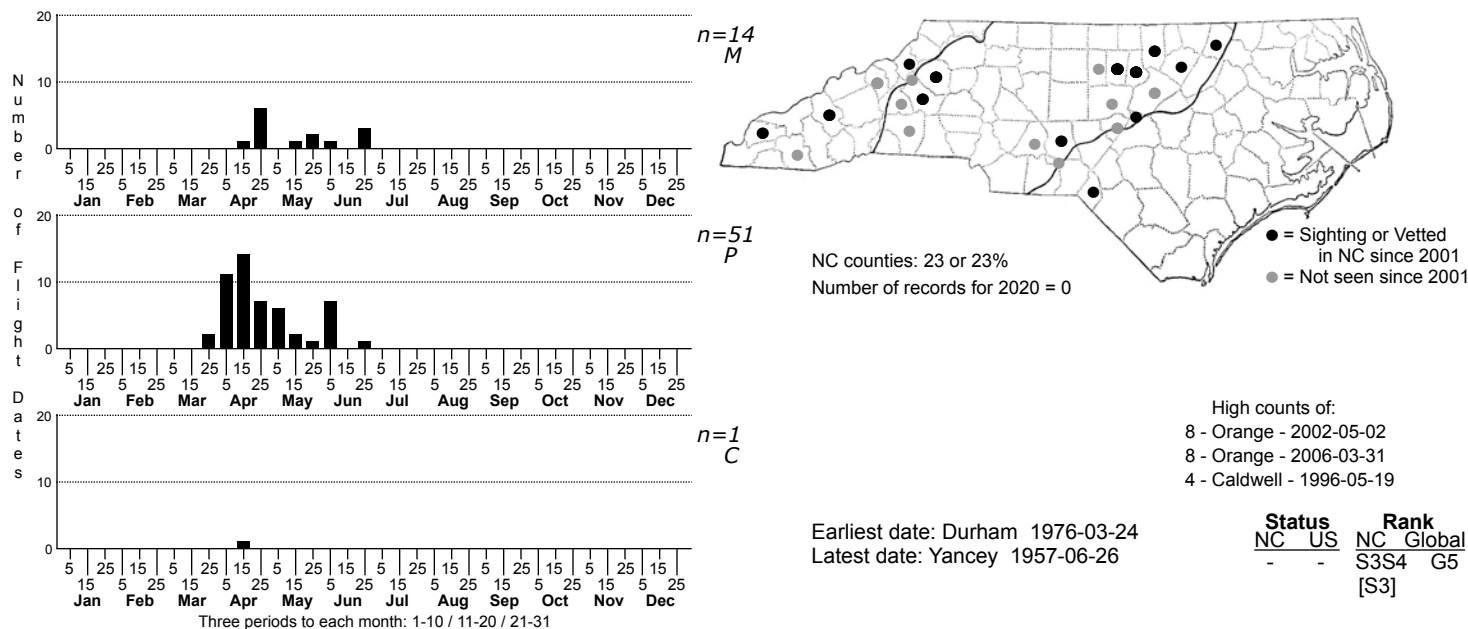 Number of Flight Dates
20
10
0
5 25 15 5 25 15 5 25 15 5 25 15 5 25 15 5 25 15
15 5 25 15 5 25 15 5 25 15 5 25 15 5 25 15 5 25
Jan Feb Mar Apr May Jun Jul Aug Sep Oct Nov Dec
n=14
M
20
10
0
5 25 15 5 25 15 5 25 15 5 25 15 5 25 15 5 25 15
15 5 25 15 5 25 15 5 25 15 5 25 15 5 25 15 5 25
Jan Feb Mar Apr May Jun Jul Aug Sep Oct Nov Dec
n=51
P
20
10
0
5 25 15 5 25 15 5 25 15 5 25 15 5 25 15 5 25 15
15 5 25 15 5 25 15 5 25 15 5 25 15 5 25 15 5 25
Jan Feb Mar Apr May Jun Jul Aug Sep Oct Nov Dec
n=1
C
Three periods to each month: 1-10 / 11-20 / 21-31
NC counties: 23 or 23%
Number of records for 2020 = 0
= Sighting or Vetted
in NC since 2001
= Not seen since 2001
High counts of:
8 - Orange - 2002-05-02
8 - Orange - 2006-03-31
4 - Caldwell - 1996-05-19
Earliest date: Durham 1976-03-24
Latest date: Yancey 1957-06-26
Status Rank
NC US NC Global
- - S3S4 G5
[S3]